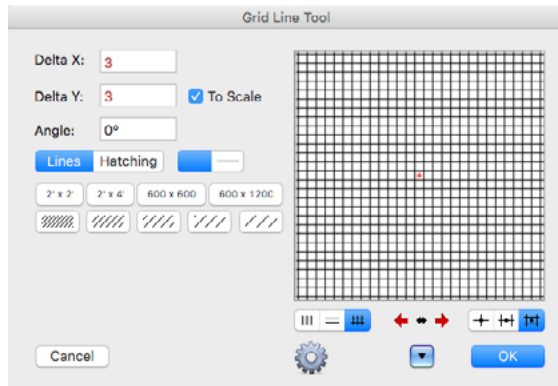 Grid Line Tool
Delta X: 3
Delta Y: 3 To Scale
Angle: 0°
Lines Hatching
2' x 2' 2' x 4' 600 x 600 600 x 1200
Cancel OK